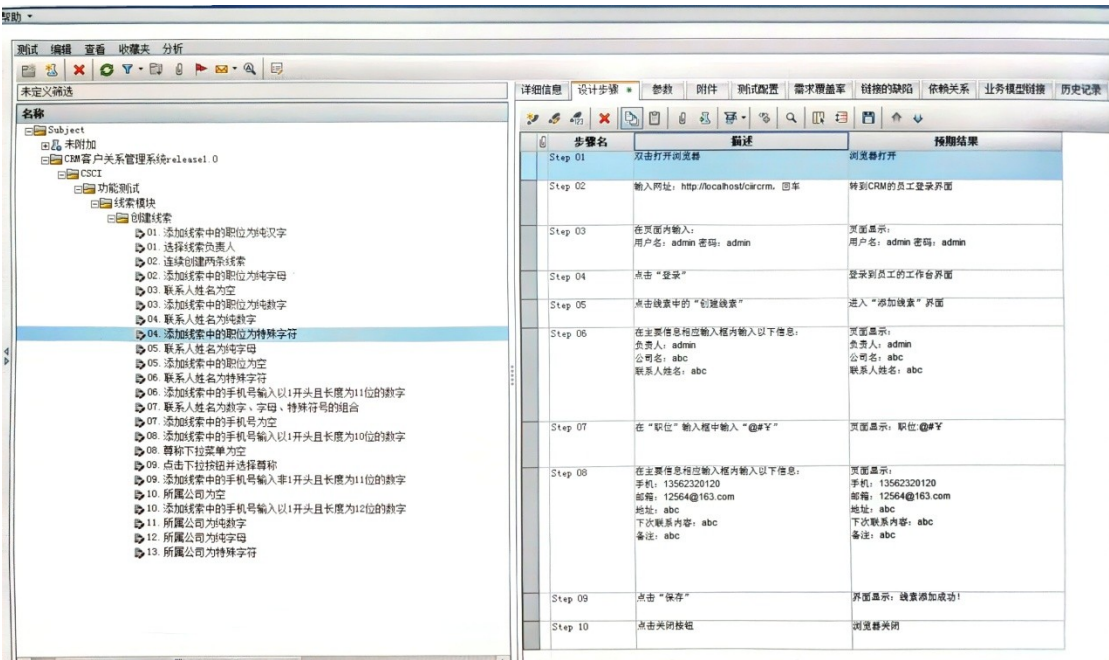 帮助
测试 编辑 查看 收藏夹 分析
未定义筛选
名称
Subject
未附加
CRM客户关系管理系统release1.0
CSCI
功能测试
线索模块
创建线索
01. 添加线索中的职位为纯汉字
01. 选择线索负责人
02. 连续创建两条线索
02. 添加线索中的职位为纯字母
03. 联系人姓名为空
03. 添加线索中的职位为纯数字
04. 联系人姓名为纯数字
04. 添加线索中的职位为特殊字符
05. 联系人姓名为纯字母
05. 添加线索中的职位为空
06. 联系人姓名为特殊字符
06. 添加线索中的手机号输入以1开头且长度为11位的数字
07. 联系人姓名为数字、字母、特殊符号的组合
07. 添加线索中的手机号为空
08. 添加线索中的手机号输入以1开头且长度为10位的数字
08. 尊称下拉菜单为空
09. 点击下拉按钮并选择尊称
09. 添加线索中的手机号输入非1开头且长度为11位的数字
10. 所属公司为空
10. 添加线索中的手机号输入以1开头且长度为12位的数字
11. 所属公司为纯数字
12. 所属公司为纯字母
13. 所属公司为特殊字符
详细信息 设计步骤 参数 附件 测试配置 需求覆盖率 链接的缺陷 依赖关系 业务模型链接 历史记录
步骤名 描述 预期结果
Step 01 双击打开浏览器 浏览器打开
Step 02 输入网址：http://localhost/ciircrm，回车 转到CRM的员工登录界面
Step 03 在页面内输入： 页面显示：
用户名：admin 密码：admin 用户名：admin 密码：admin
Step 04 点击“登录” 登录到员工的工作台界面
Step 05 点击线索中的“创建线索” 进入“添加线索”界面
Step 06 在主要信息相应输入框内输入以下信息： 页面显示：
负责人：admin 负责人：admin
公司名：abc 公司名：abc
联系人姓名：abc 联系人姓名：abc
Step 07 在“职位”输入框中输入“@#￥” 页面显示：职位:@#￥
Step 08 在主要信息相应输入框内输入以下信息： 页面显示：
手机：13562320120 手机：13562320120
邮箱：12564@163.com 邮箱：12564@163.com
地址：abc 地址：abc
下次联系内容：abc 下次联系内容：abc
备注：abc 备注：abc
Step 09 点击“保存” 界面显示：线索添加成功！
Step 10 点击关闭按钮 浏览器关闭